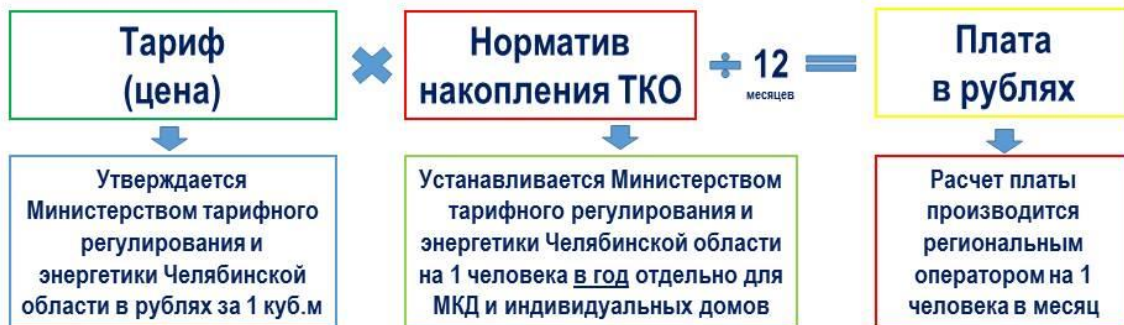 Тариф
(цена)
Норматив
накопления ТКО
÷ 12
месяцев
=
Плата
в рублях
Утверждается
Министерством тарифного
регулирования и
энергетики Челябинской
области в рублях за 1 куб.м
Устанавливается Министерством
тарифного регулирования и
энергетики Челябинской области
на 1 человека в год отдельно для
МКД и индивидуальных домов
Расчет платы
производится
региональным
оператором на 1
человека в месяц